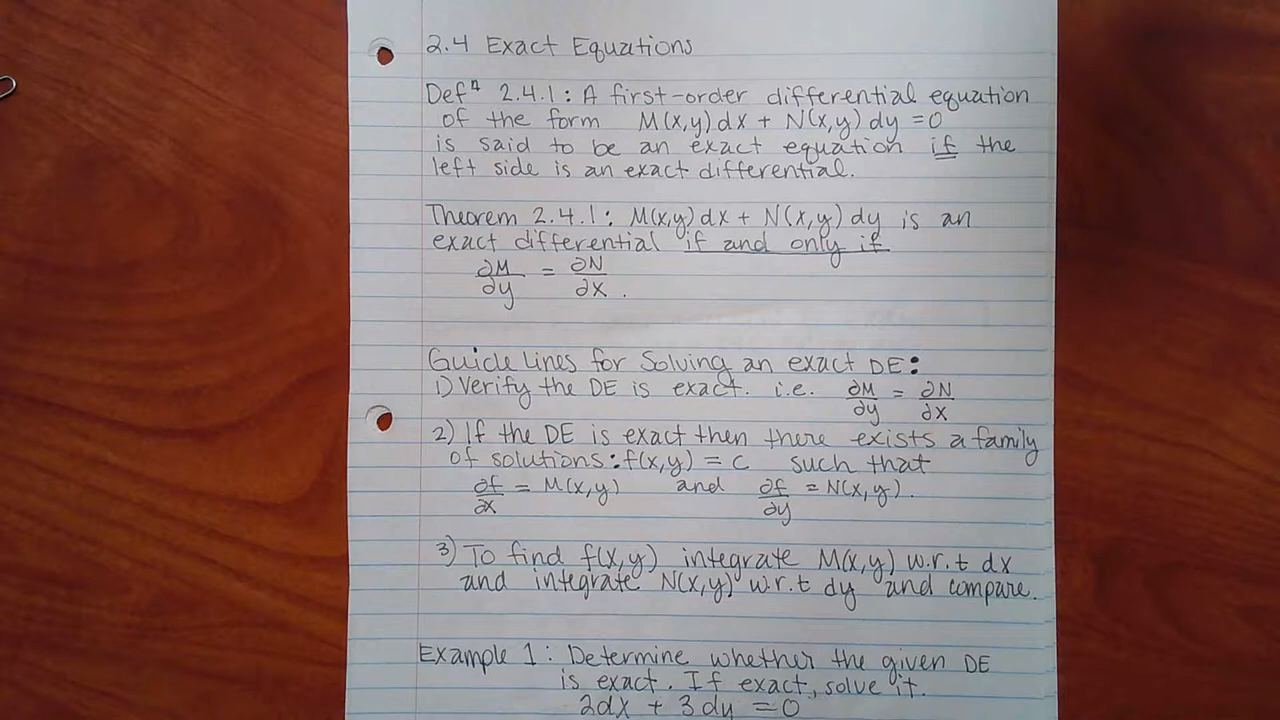 2.4 Exact Equations
Defⁿ 2.4.1: A first-order differential equation
of the form M(x,y)dx + N(x,y)dy = 0
is said to be an exact equation if the
left side is an exact differential.
Theorem 2.4.1: M(x,y)dx + N(x,y)dy is an
exact differential if and only if
∂M/∂y = ∂N/∂x.
Guidelines for Solving an exact DE:
1) Verify the DE is exact. i.e. ∂M/∂y = ∂N/∂x
2) If the DE is exact then there exists a family
of solutions: f(x,y) = c such that
∂f/∂x = M(x,y) and ∂f/∂y = N(x,y).
3) To find f(x,y) integrate M(x,y) w.r.t dx
and integrate N(x,y) w.r.t dy and compare.
Example 1: Determine whether the given DE
is exact. If exact, solve it.
2dx + 3dy = 0